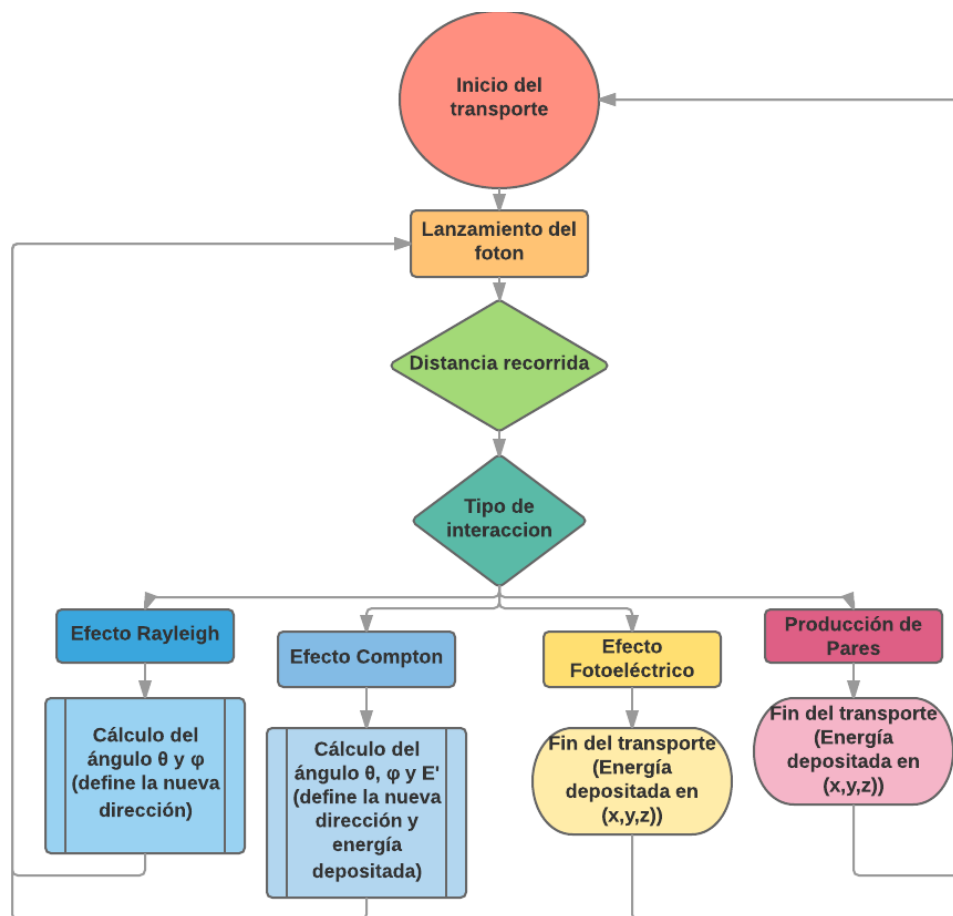 Inicio del
transporte
Lanzamiento del
foton
Distancia recorrida
Tipo de
interaccion
Efecto Rayleigh
Efecto Compton
Efecto
Fotoeléctrico
Producción de
Pares
Cálculo del
ángulo θ y φ
(define la nueva
dirección)
Cálculo del
ángulo θ, φ y E'
(define la nueva
dirección y
energía
depositada)
Fin del transporte
(Energía
depositada en
(x,y,z))
Fin del transporte
(Energía
depositada en
(x,y,z))